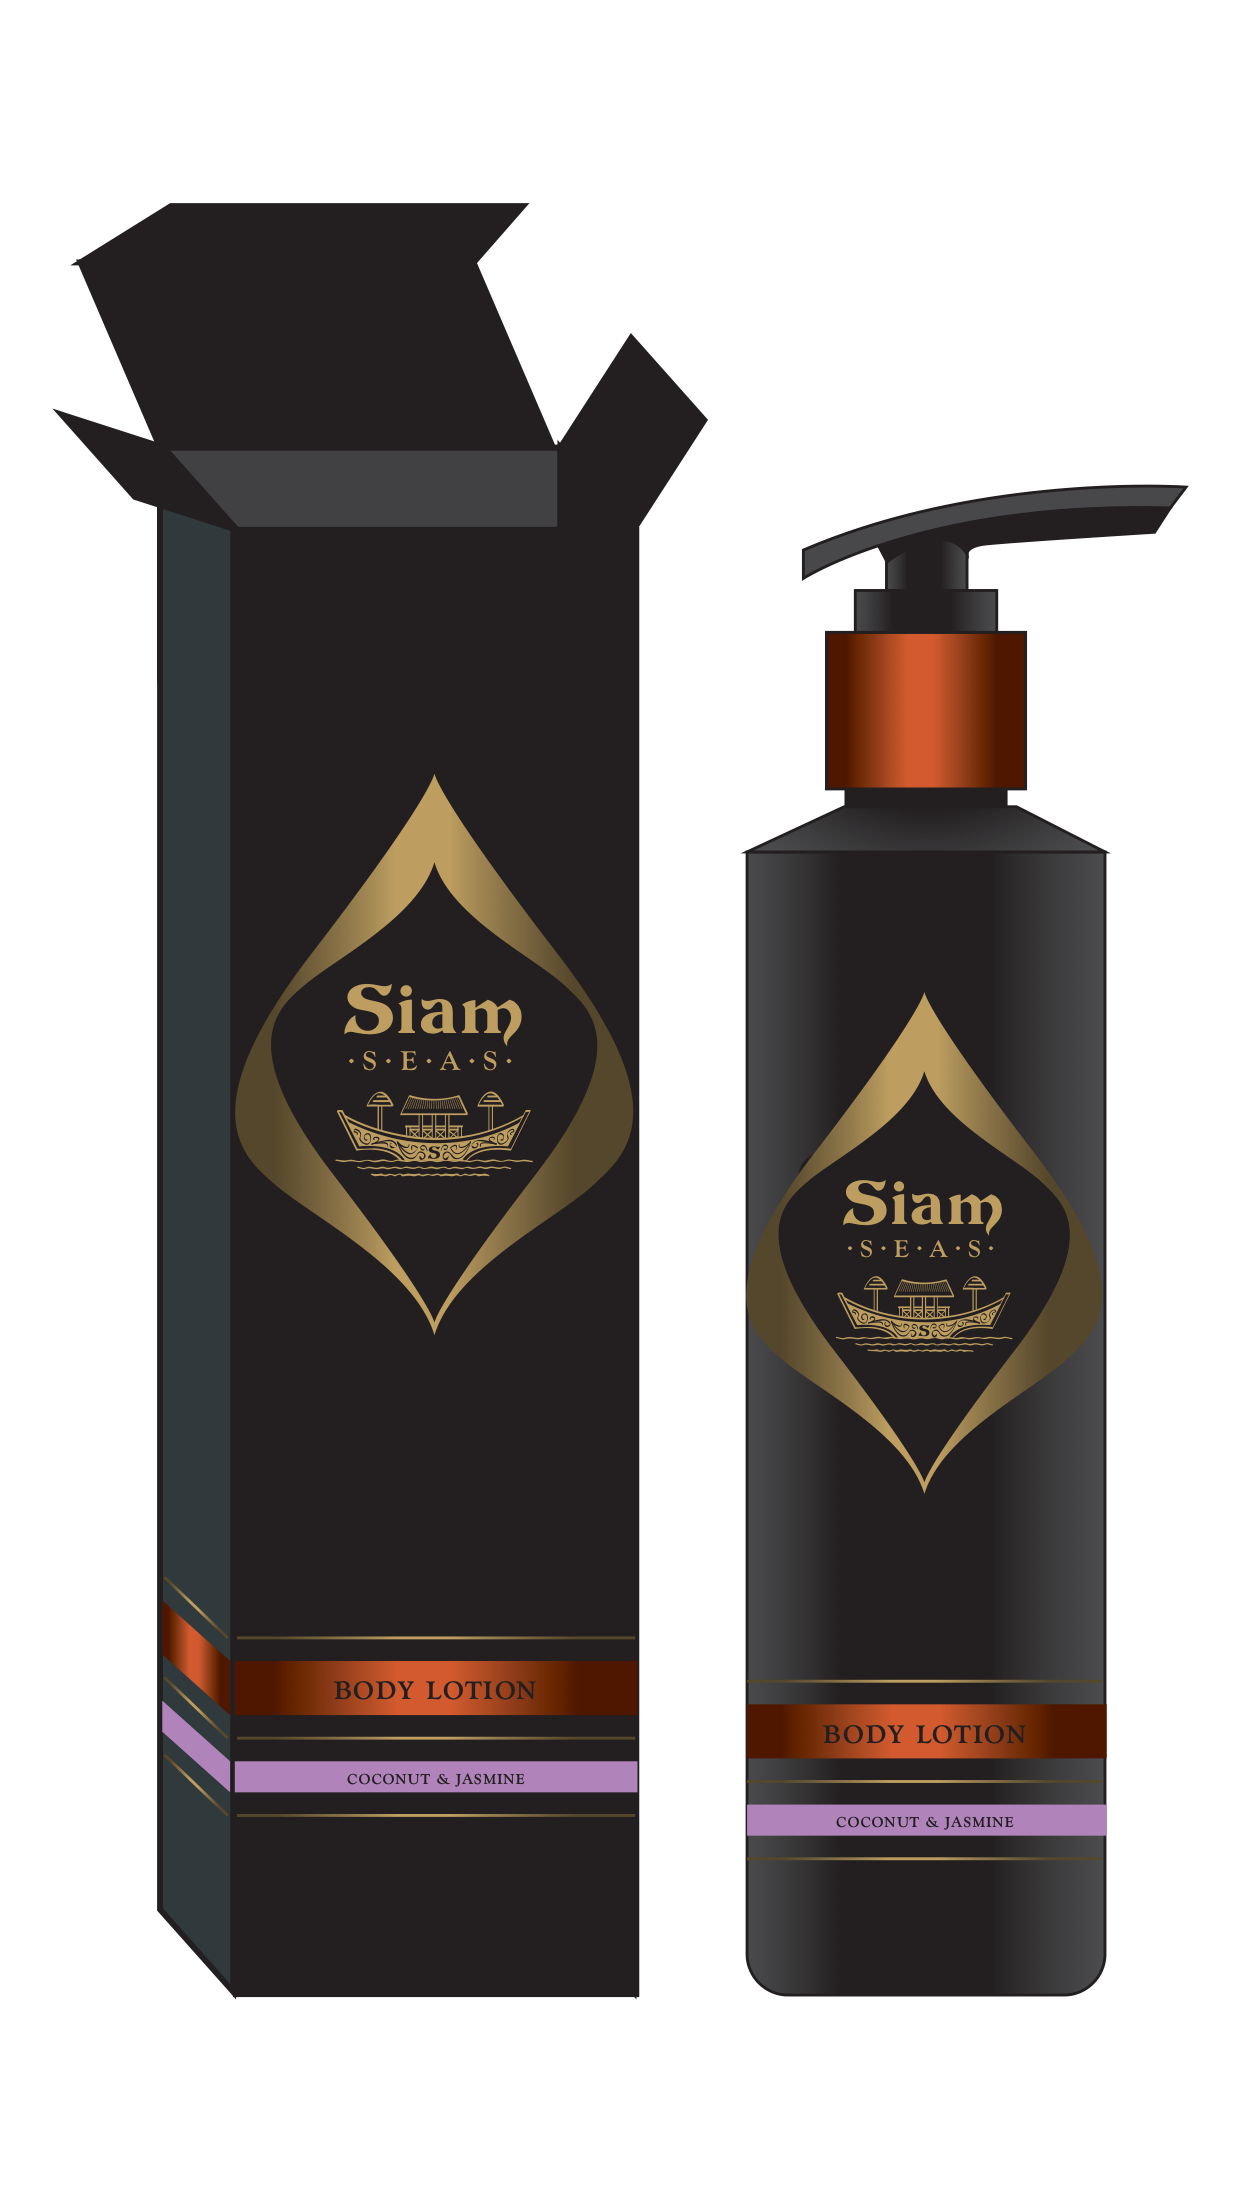 Siam
·S·E·A·S·
S
BODY LOTION
COCONUT & JASMINE
Siam
·S·E·A·S·
S
BODY LOTION
COCONUT & JASMINE